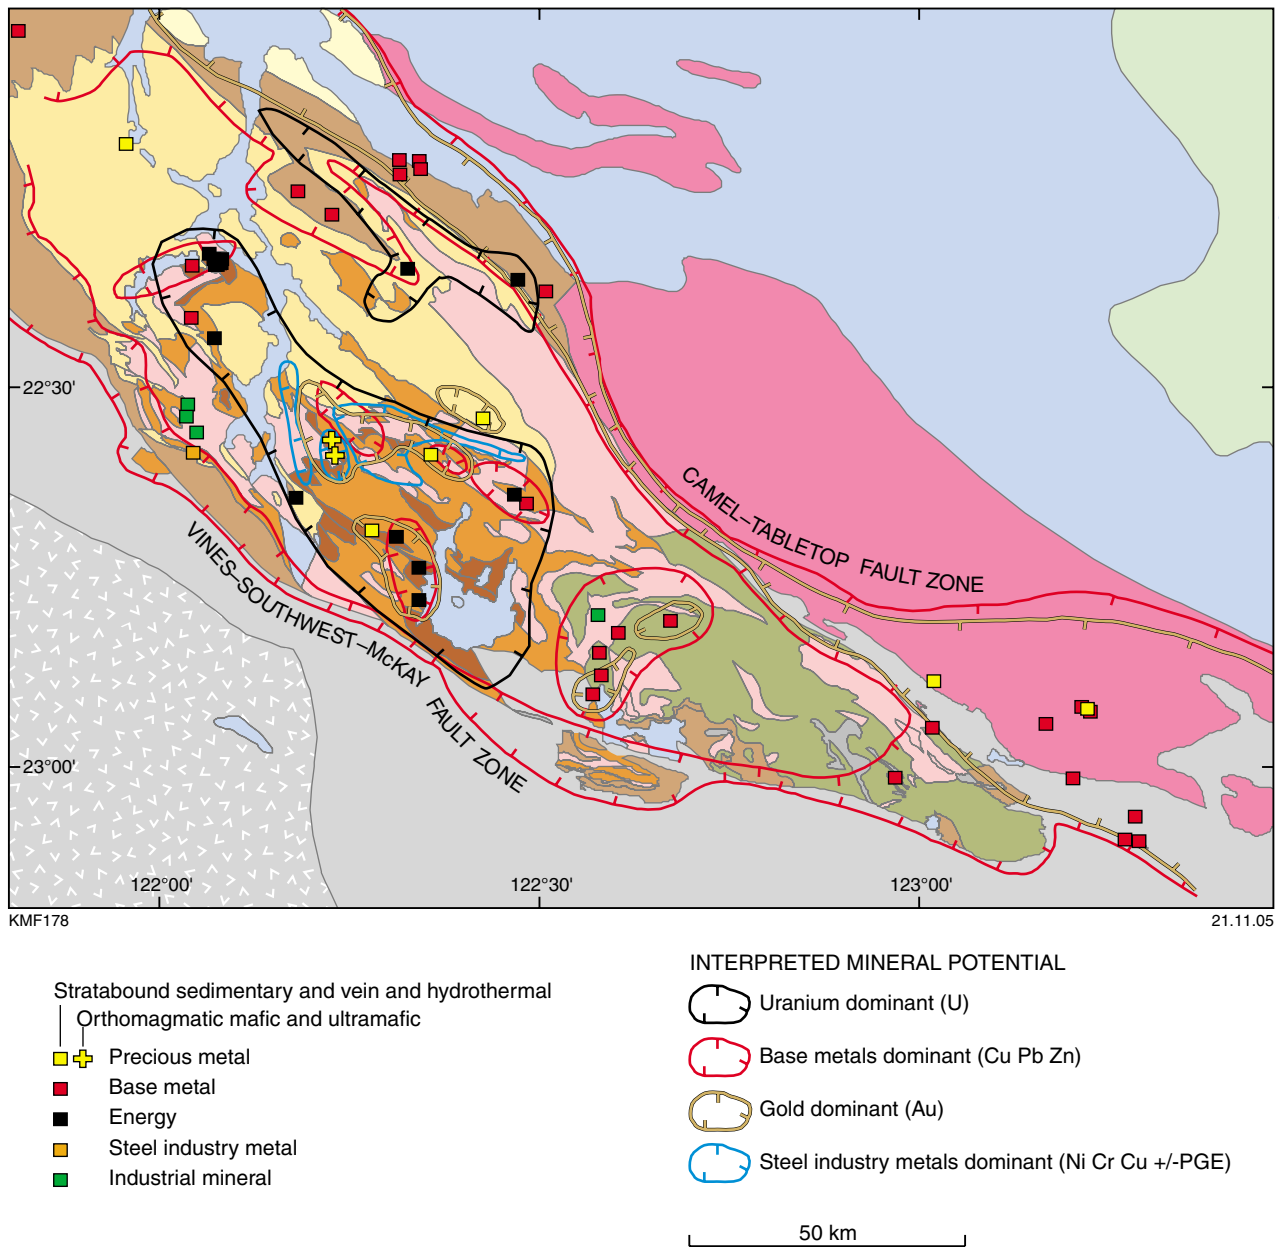 CAMEL–TABLETOP FAULT ZONE
VINES–SOUTHWEST–McKAY FAULT ZONE
22°30'
23°00'
122°00'
122°30'
123°00'
KMF178
21.11.05
Stratabound sedimentary and vein and hydrothermal
Orthomagmatic mafic and ultramafic
Precious metal
Base metal
Energy
Steel industry metal
Industrial mineral
INTERPRETED MINERAL POTENTIAL
Uranium dominant (U)
Base metals dominant (Cu Pb Zn)
Gold dominant (Au)
Steel industry metals dominant (Ni Cr Cu +/-PGE)
50 km